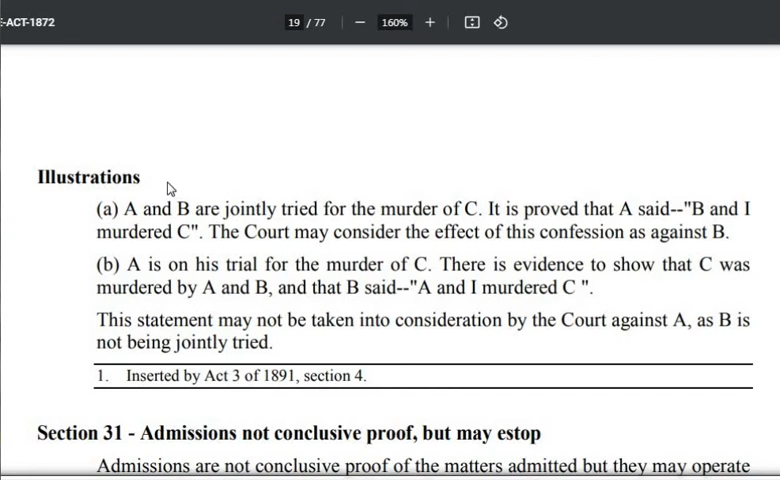 E-ACT-1872
19 / 77
160%
Illustrations
(a) A and B are jointly tried for the murder of C. It is proved that A said--"B and I
murdered C". The Court may consider the effect of this confession as against B.
(b) A is on his trial for the murder of C. There is evidence to show that C was
murdered by A and B, and that B said--"A and I murdered C ".
This statement may not be taken into consideration by the Court against A, as B is
not being jointly tried.
1. Inserted by Act 3 of 1891, section 4.
Section 31 - Admissions not conclusive proof, but may estop
Admissions are not conclusive proof of the matters admitted but they may operate